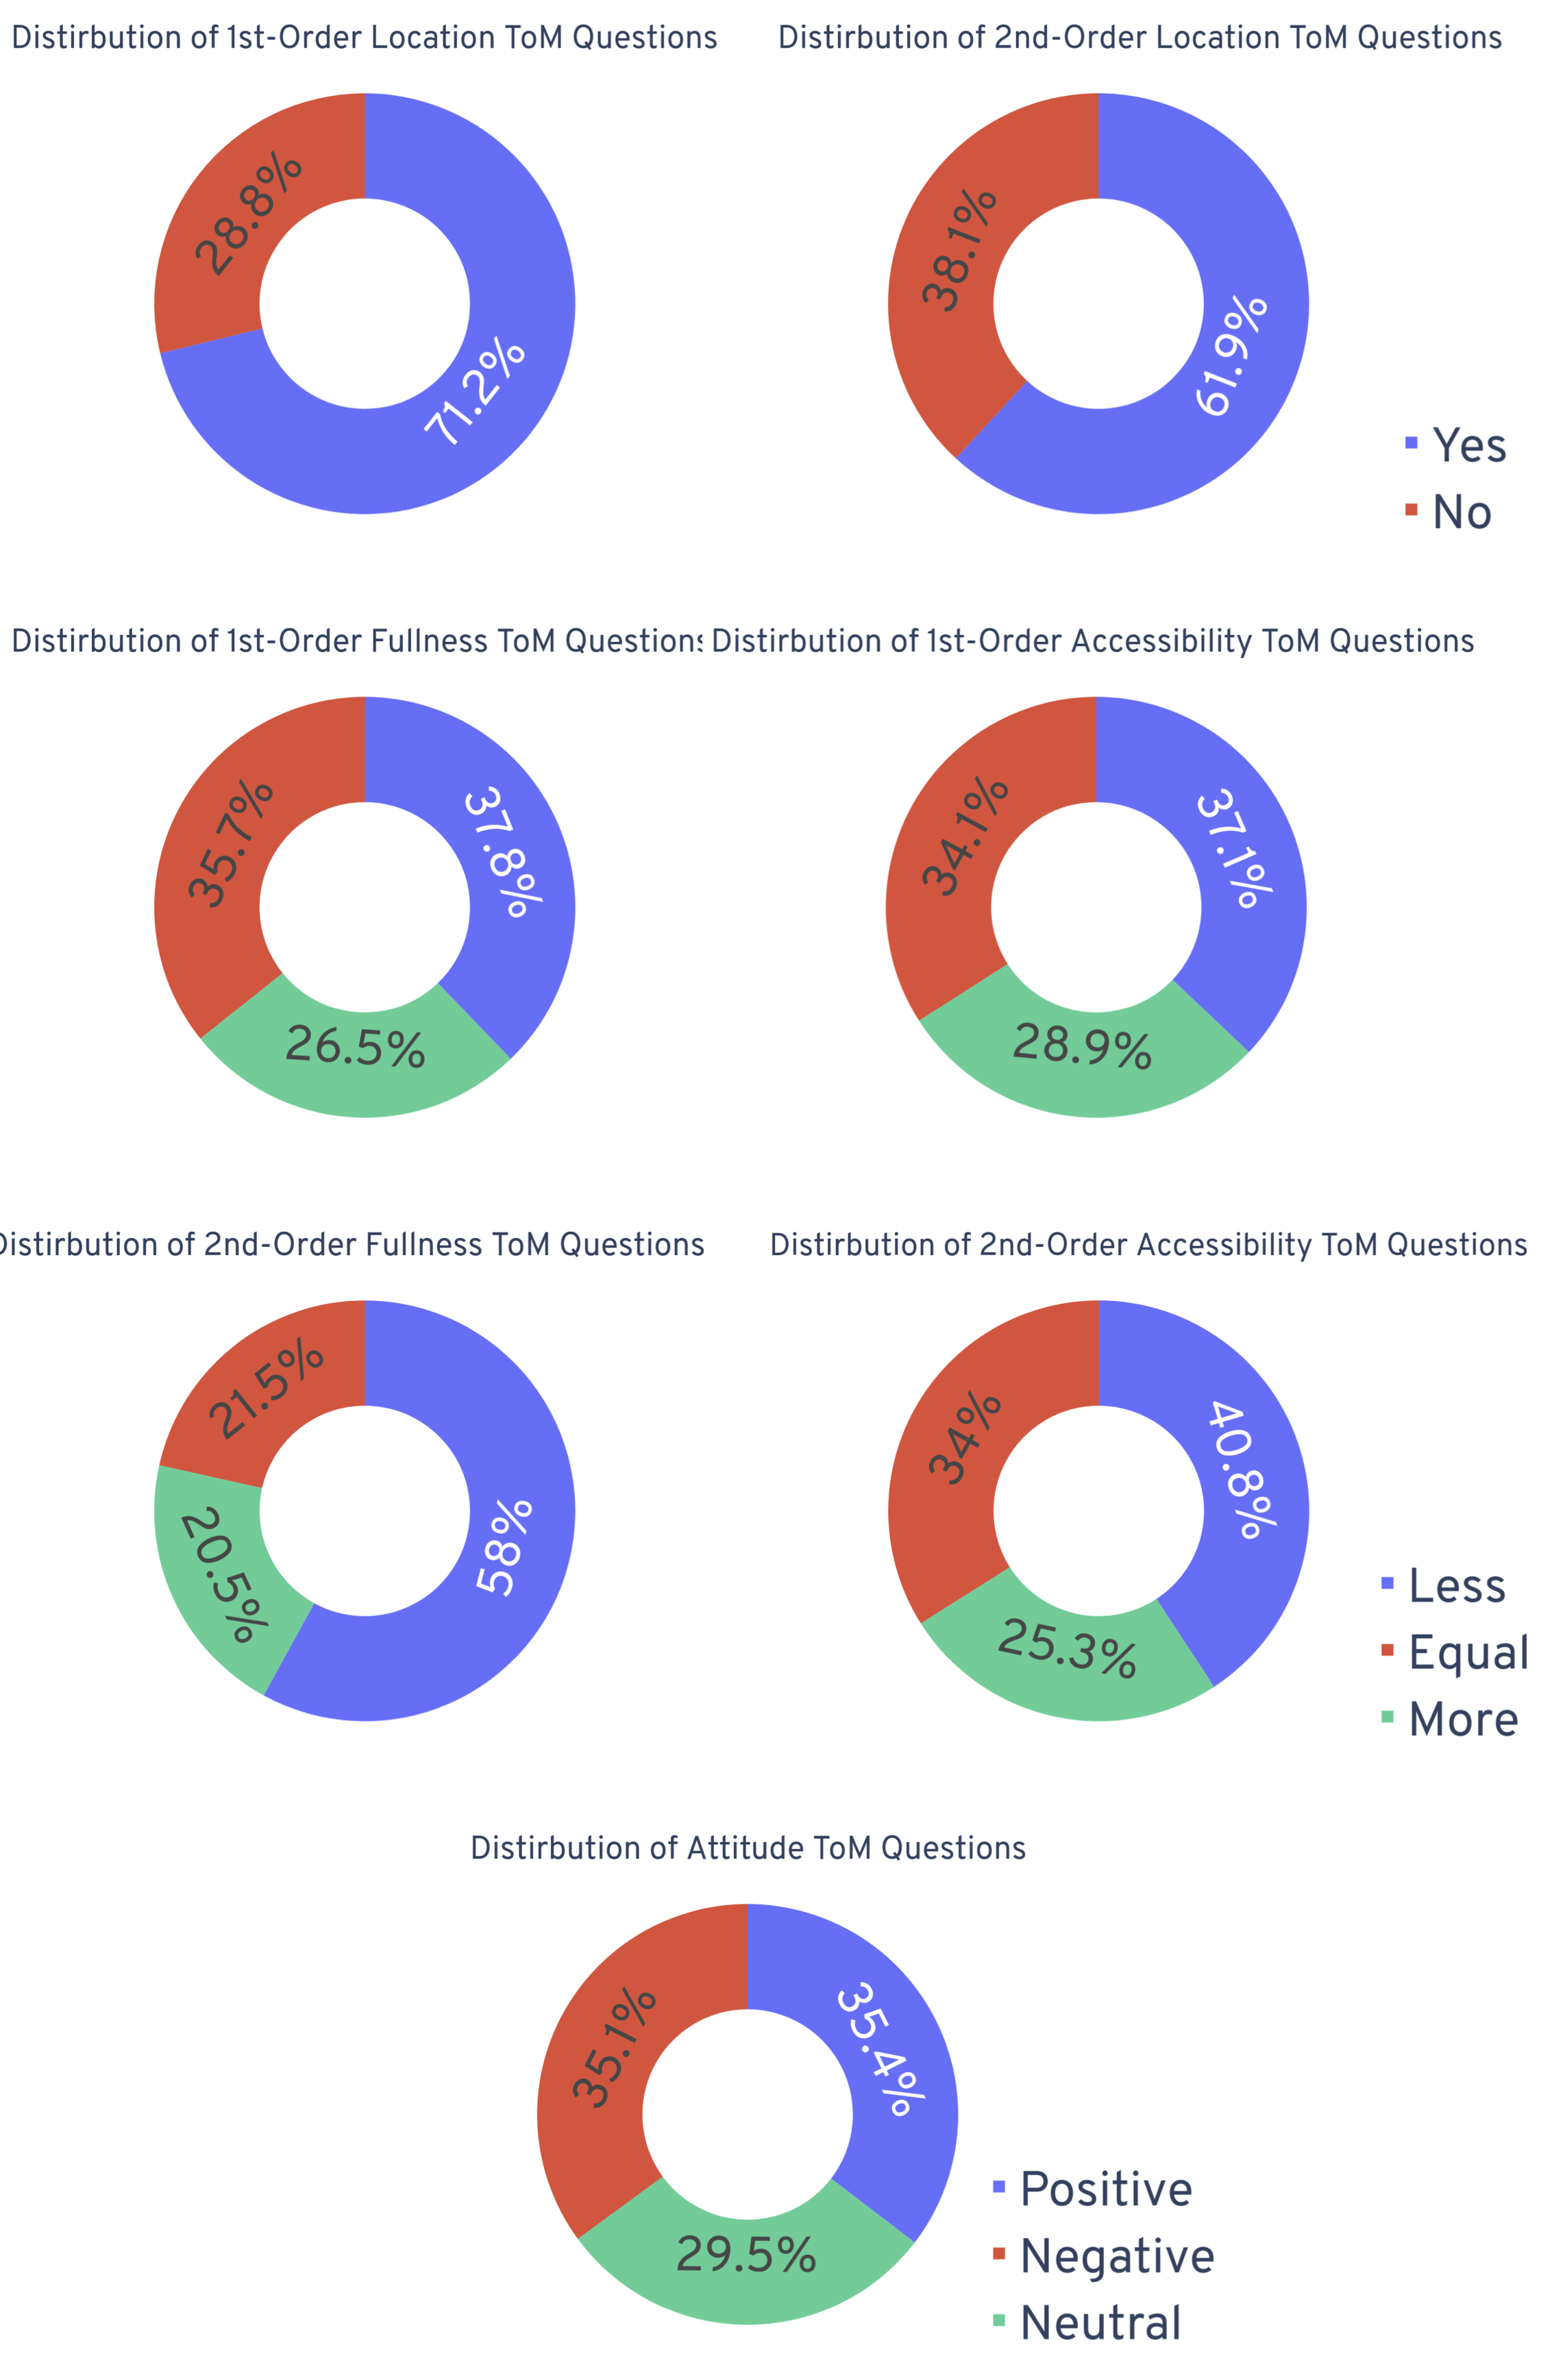 Distirbution of 1st-Order Location ToM Questions
Distirbution of 2nd-Order Location ToM Questions
28.8%
71.2%
38.1%
61.9%
Yes
No
Distirbution of 1st-Order Fullness ToM Questions
Distirbution of 1st-Order Accessibility ToM Questions
35.7%
37.8%
26.5%
34.1%
37.1%
28.9%
Distirbution of 2nd-Order Fullness ToM Questions
Distirbution of 2nd-Order Accessibility ToM Questions
21.5%
20.5%
58%
34%
40.8%
25.3%
Less
Equal
More
Distirbution of Attitude ToM Questions
35.1%
35.4%
29.5%
Positive
Negative
Neutral